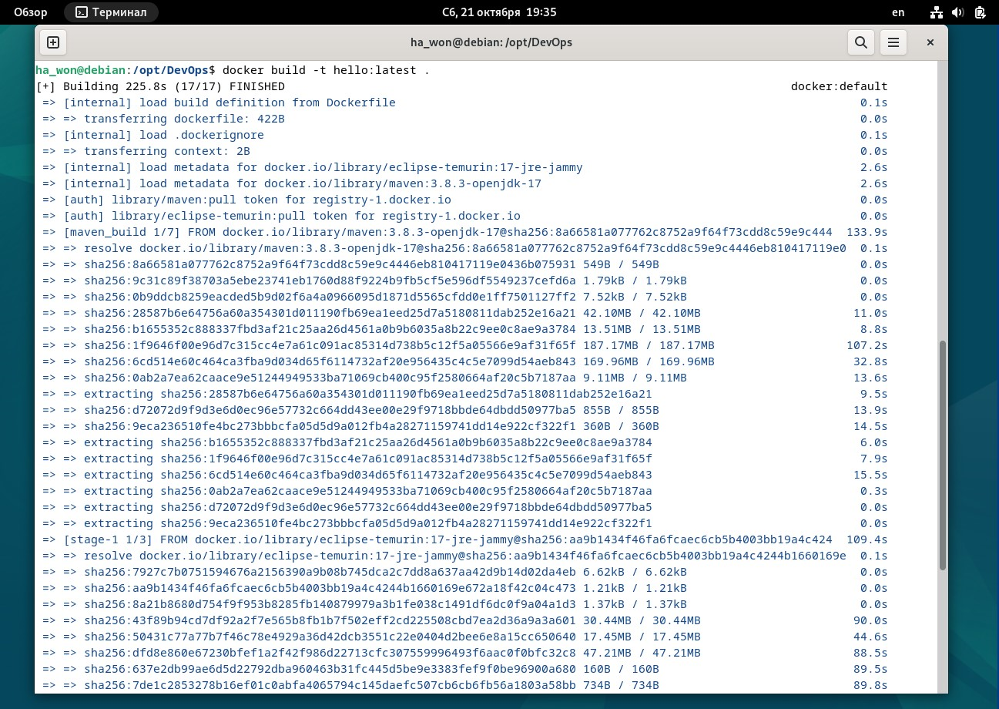 Обзор
Терминал
Сб, 21 октября 19:35
en
ha_won@debian: /opt/DevOps
ha_won@debian:/opt/DevOps$ docker build -t hello:latest .
[+] Building 225.8s (17/17) FINISHED docker:default
=> [internal] load build definition from Dockerfile 0.1s
=> => transferring dockerfile: 422B 0.0s
=> [internal] load .dockerignore 0.1s
=> => transferring context: 2B 0.0s
=> [internal] load metadata for docker.io/library/eclipse-temurin:17-jre-jammy 2.6s
=> [internal] load metadata for docker.io/library/maven:3.8.3-openjdk-17 2.6s
=> [auth] library/maven:pull token for registry-1.docker.io 0.0s
=> [auth] library/eclipse-temurin:pull token for registry-1.docker.io 0.0s
=> [maven_build 1/7] FROM docker.io/library/maven:3.8.3-openjdk-17@sha256:8a66581a077762c8752a9f64f73cdd8c59e9c444 133.9s
=> => resolve docker.io/library/maven:3.8.3-openjdk-17@sha256:8a66581a077762c8752a9f64f73cdd8c59e9c4446eb810417119e0 0.1s
=> => sha256:8a66581a077762c8752a9f64f73cdd8c59e9c4446eb810417119e0436b075931 549B / 549B 0.0s
=> => sha256:9c31c89f38703a5ebe23741eb1760d88f9224b9fb5cf5e596df5549237cefd6a 1.79kB / 1.79kB 0.0s
=> => sha256:0b9ddcb8259eacded5b9d02f6a4a0966095d1871d5565cfdd0e1ff7501127ff2 7.52kB / 7.52kB 0.0s
=> => sha256:28587b6e64756a60a354301d011190fb69ea1eed25d7a5180811dab252e16a21 42.10MB / 42.10MB 11.0s
=> => sha256:b1655352c888337fbd3af21c25aa26d4561a0b9b6035a8b22c9ee0c8ae9a3784 13.51MB / 13.51MB 8.8s
=> => sha256:1f9646f00e96d7c315cc4e7a61c091ac85314d738b5c12f5a05566e9af31f65f 187.17MB / 187.17MB 107.2s
=> => sha256:6cd514e60c464ca3fba9d034d65f6114732af20e956435c4c5e7099d54aeb843 169.96MB / 169.96MB 32.8s
=> => sha256:0ab2a7ea62caace9e51244949533ba71069cb400c95f2580664af20c5b7187aa 9.11MB / 9.11MB 13.6s
=> => extracting sha256:28587b6e64756a60a354301d011190fb69ea1eed25d7a5180811dab252e16a21 9.5s
=> => sha256:d72072d9f9d3e6d0ec96e57732c664dd43ee00e29f9718bbde64dbdd50977ba5 855B / 855B 13.9s
=> => sha256:9eca236510fe4bc273bbbcfa05d5d9a012fb4a28271159741dd14e922cf322f1 360B / 360B 14.5s
=> => extracting sha256:b1655352c888337fbd3af21c25aa26d4561a0b9b6035a8b22c9ee0c8ae9a3784 6.0s
=> => extracting sha256:1f9646f00e96d7c315cc4e7a61c091ac85314d738b5c12f5a05566e9af31f65f 7.9s
=> => extracting sha256:6cd514e60c464ca3fba9d034d65f6114732af20e956435c4c5e7099d54aeb843 15.5s
=> => extracting sha256:0ab2a7ea62caace9e51244949533ba71069cb400c95f2580664af20c5b7187aa 0.3s
=> => extracting sha256:d72072d9f9d3e6d0ec96e57732c664dd43ee00e29f9718bbde64dbdd50977ba5 0.0s
=> => extracting sha256:9eca236510fe4bc273bbbcfa05d5d9a012fb4a28271159741dd14e922cf322f1 0.0s
=> [stage-1 1/3] FROM docker.io/library/eclipse-temurin:17-jre-jammy@sha256:aa9b1434f46fa6fcaec6cb5b4003bb19a4c424 109.4s
=> => resolve docker.io/library/eclipse-temurin:17-jre-jammy@sha256:aa9b1434f46fa6fcaec6cb5b4003bb19a4c4244b1660169e 0.1s
=> => sha256:7927c7b0751594676a2156390a9b08b745dca2c7dd8a637aa42d9b14d02da4eb 6.62kB / 6.62kB 0.0s
=> => sha256:aa9b1434f46fa6fcaec6cb5b4003bb19a4c4244b1660169e672a18f42c04c473 1.21kB / 1.21kB 0.0s
=> => sha256:8a21b8680d754f9f953b8285fb140879979a3b1fe038c1491df6dc0f9a04a1d3 1.37kB / 1.37kB 0.0s
=> => sha256:43f89b94cd7df92a2f7e565b8fb1b7f502eff2cd225508cbd7ea2d36a9a3a601 30.44MB / 30.44MB 90.0s
=> => sha256:50431c77a77b7f46c78e4929a36d42dcb3551c22e0404d2bee6e8a15cc650640 17.45MB / 17.45MB 44.6s
=> => sha256:dfd8e860e67230bfef1a2f42f986d22713cfc307559996493f6aac0f0bfc32c8 47.21MB / 47.21MB 88.5s
=> => sha256:637e2db99ae6d5d22792dba960463b31fc445d5be9e3383fef9f0be96900a680 160B / 160B 89.5s
=> => sha256:7de1c2853278b16ef01c0abfa4065794c145daefc507cb6cb6fb56a1803a58bb 734B / 734B 89.8s